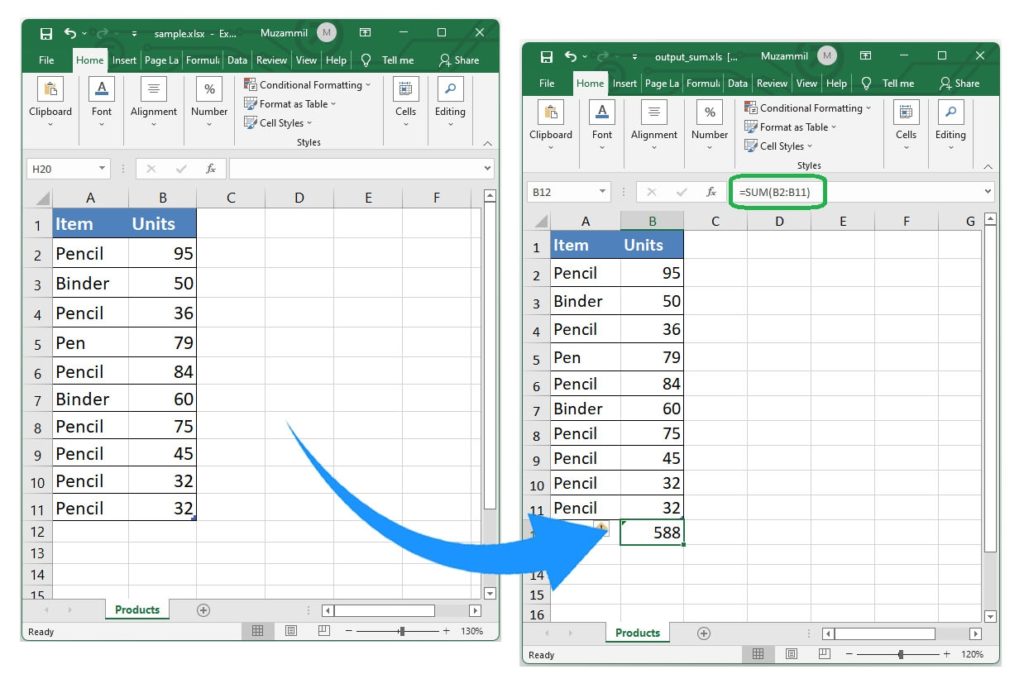 sample.xlsx - Ex... Muzammil M
File Home Insert Page La Formula Data Review View Help Tell me Share
Clipboard Font Alignment Number Conditional Formatting Format as Table Cell Styles Cells Editing
%
Styles
H20 fx
A B C D E F
1 Item Units
2 Pencil 95
3 Binder 50
4 Pencil 36
5 Pen 79
6 Pencil 84
7 Binder 60
8 Pencil 75
9 Pencil 45
10 Pencil 32
11 Pencil 32
12
13
14
15
Products
Ready 130%
output_sum.xls [... Muzammil M
File Home Insert Page La Formula Data Review View Help Tell me Share
Clipboard Font Alignment Number Conditional Formatting Format as Table Cell Styles Cells Editing
%
Styles
B12 fx =SUM(B2:B11)
A B C D E F G
1 Item Units
2 Pencil 95
3 Binder 50
4 Pencil 36
5 Pen 79
6 Pencil 84
7 Binder 60
8 Pencil 75
9 Pencil 45
10 Pencil 32
11 Pencil 32
588
14
15
16
Products
Ready 120%